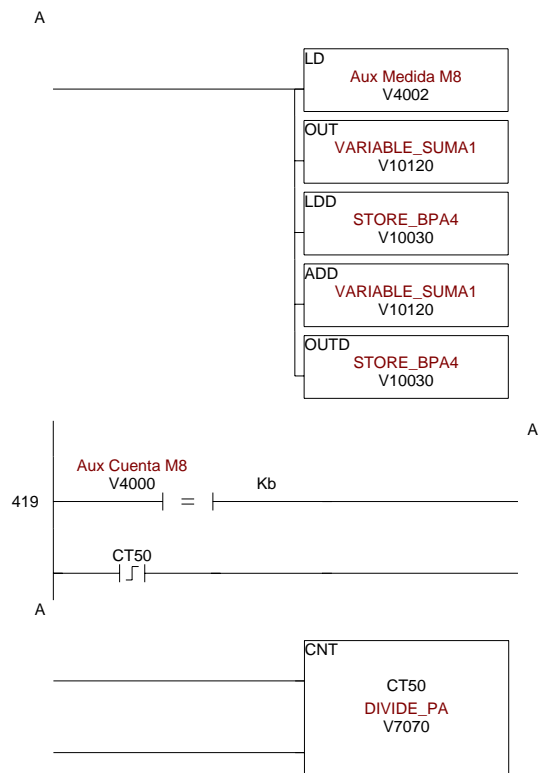 A
LD
Aux Medida M8
V4002
OUT
VARIABLE_SUMA1
V10120
LDD
STORE_BPA4
V10030
ADD
VARIABLE_SUMA1
V10120
OUTD
STORE_BPA4
V10030
A
Aux Cuenta M8
V4000
Kb
419
=
CT50
A
CNT
CT50
DIVIDE_PA
V7070